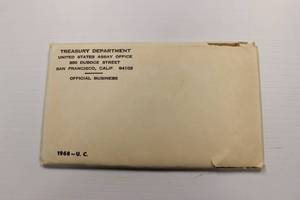 TREASURY DEPARTMENT
UNITED STATES ASSAY OFFICE
350 DUBOCE STREET
SAN FRANCISCO, CALIF. 94102
OFFICIAL BUSINESS
1968-U.C.